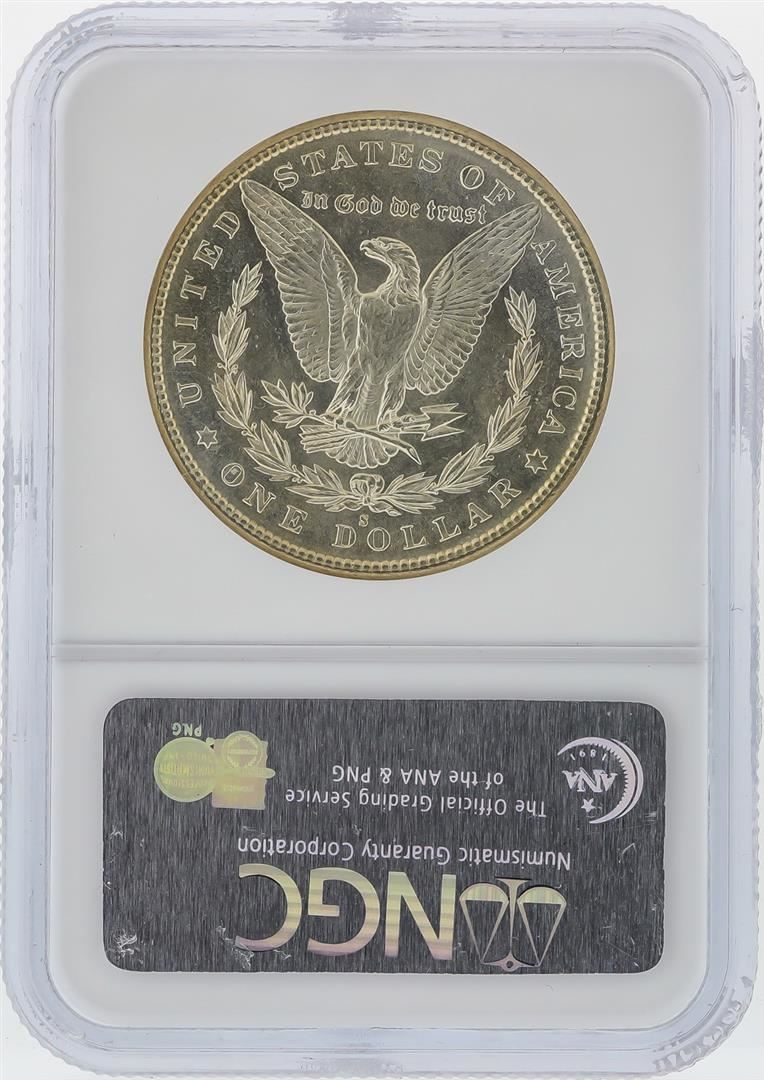 UNITED STATES OF AMERICA
In God we trust
S
ONE DOLLAR
NGC
Numismatic Guaranty Corporation
The Official Grading Service
of the ANA & PNG
1891
ANA
PNG